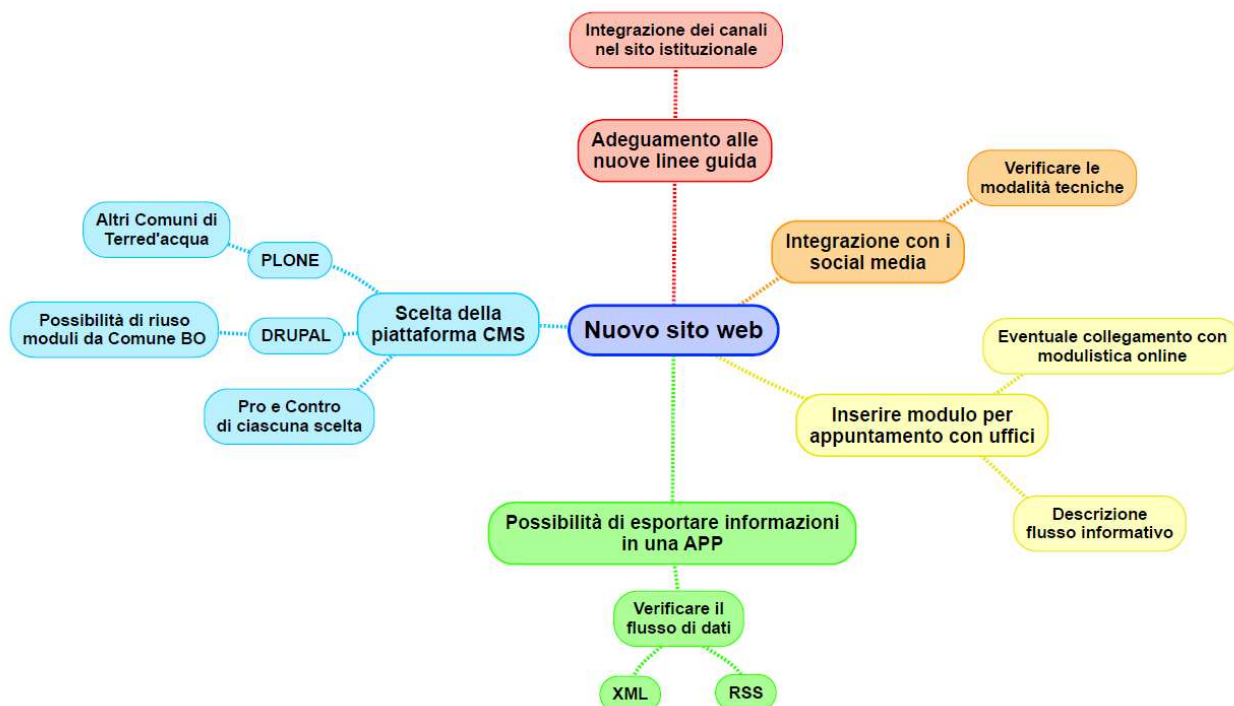 Integrazione dei canali
nel sito istituzionale
Adeguamento alle
nuove linee guida
Verificare le
modalità tecniche
Integrazione con i
social media
Altri Comuni di
Terred'acqua
PLONE
Scelta della
piattaforma CMS
Possibilità di riuso
moduli da Comune BO
DRUPAL
Pro e Contro
di ciascuna scelta
Nuovo sito web
Eventuale collegamento con
modulistica online
Inserire modulo per
appuntamento con uffici
Descrizione
flusso informativo
Possibilità di esportare informazioni
in una APP
Verificare il
flusso di dati
XML
RSS